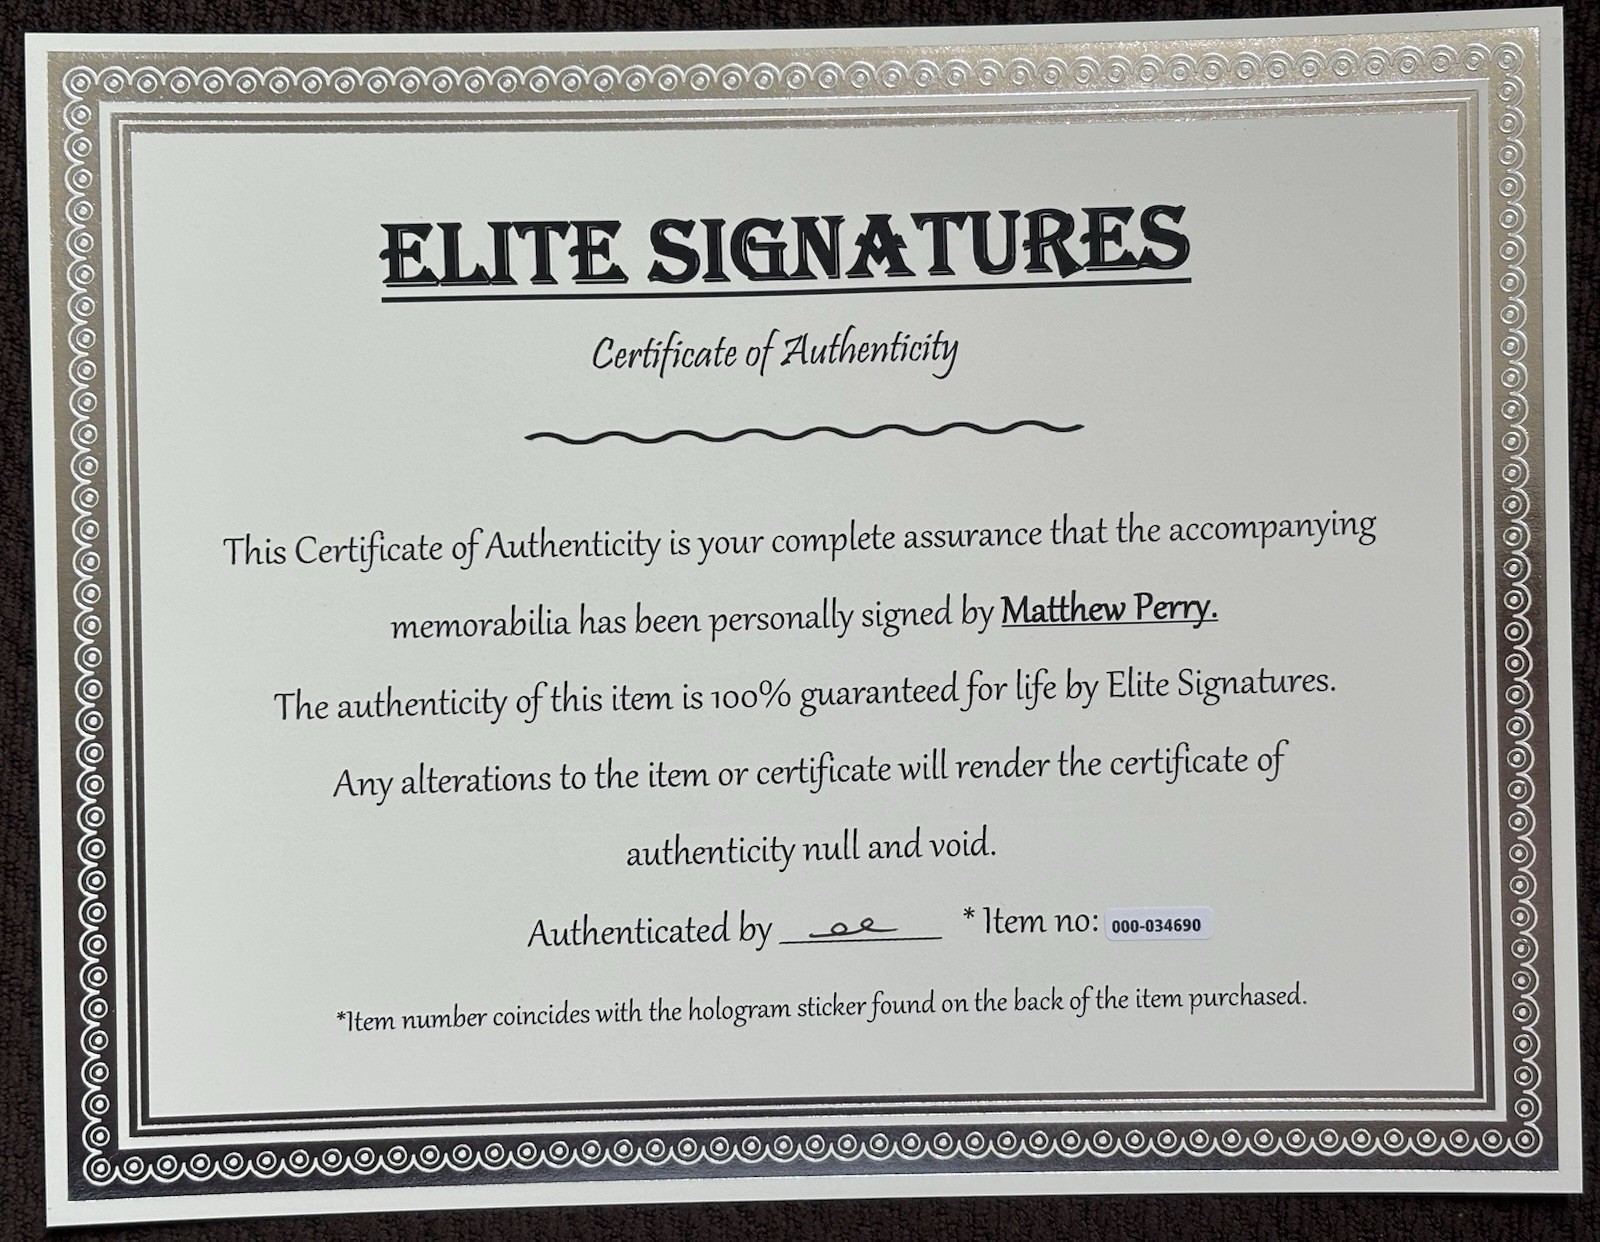 ELITE SIGNATURES
Certificate of Authenticity
This Certificate of Authenticity is your complete assurance that the accompanying
memorabilia has been personally signed by Matthew Perry.
The authenticity of this item is 100% guaranteed for life by Elite Signatures.
Any alterations to the item or certificate will render the certificate of
authenticity null and void.
Authenticated by * Item no: 000-034690
*Item number coincides with the hologram sticker found on the back of the item purchased.